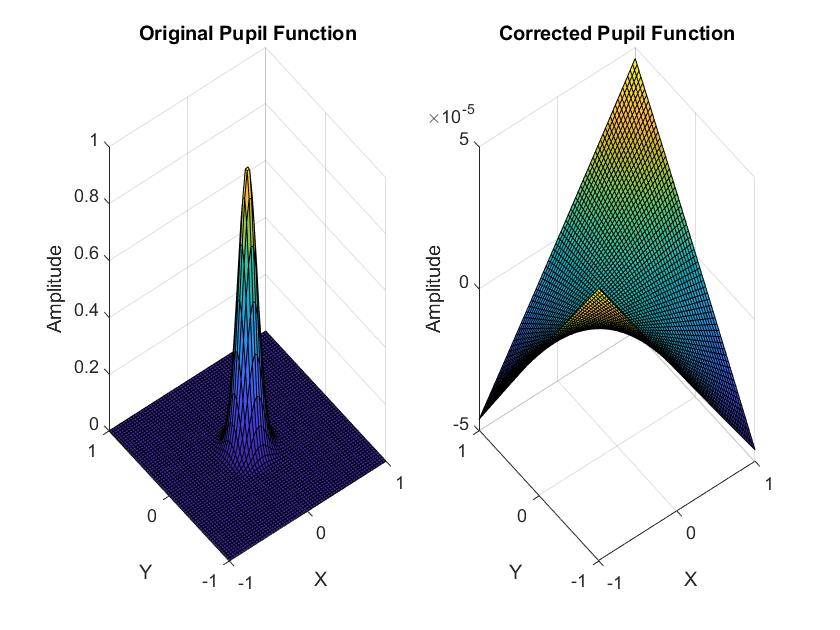 Original Pupil Function
1
0.8
0.6
0.4
0.2
0
Amplitude
1
0
-1
Y
-1
0
1
X
Corrected Pupil Function
×10-5
5
0
-5
Amplitude
1
0
-1
Y
-1
0
1
X